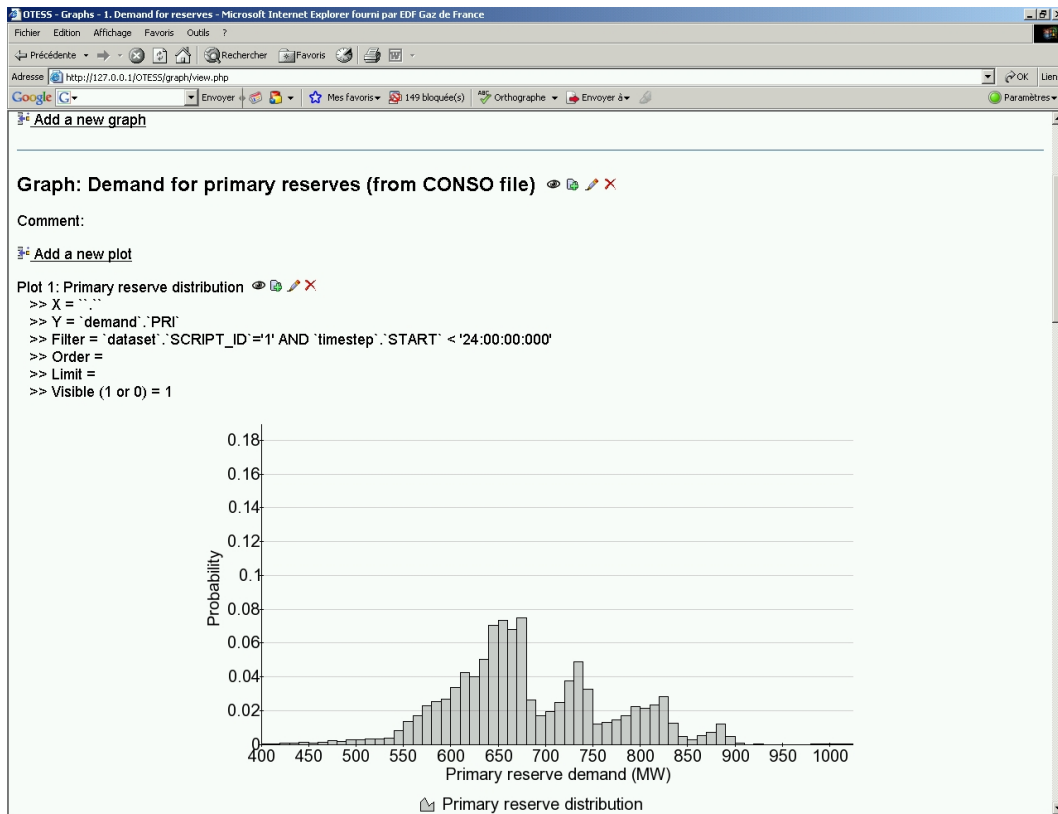 OTESS - Graphs - 1. Demand for reserves - Microsoft Internet Explorer fourni par EDF Gaz de France
Fichier Edition Affichage Favoris Outils ?
Précédente Rechercher Favoris
Adresse http://127.0.0.1/OTESS/graph/view.php OK Lien
Google G Envoyer Mes favoris 149 bloquée(s) ABC Orthographe Envoyer à Paramètres
Add a new graph
Graph: Demand for primary reserves (from CONSO file)
Comment:
Add a new plot
Plot 1: Primary reserve distribution
>> X = ``.``
>> Y = `demand`.`PRI`
>> Filter = `dataset`.`SCRIPT_ID`='1' AND `timestep`.`START` < '24:00:00:000'
>> Order =
>> Limit =
>> Visible (1 or 0) = 1
0.18
0.16
0.14
0.12
0.1
0.08
0.06
0.04
0.02
0
Probability
400 450 500 550 600 650 700 750 800 850 900 950 1000
Primary reserve demand (MW)
Primary reserve distribution